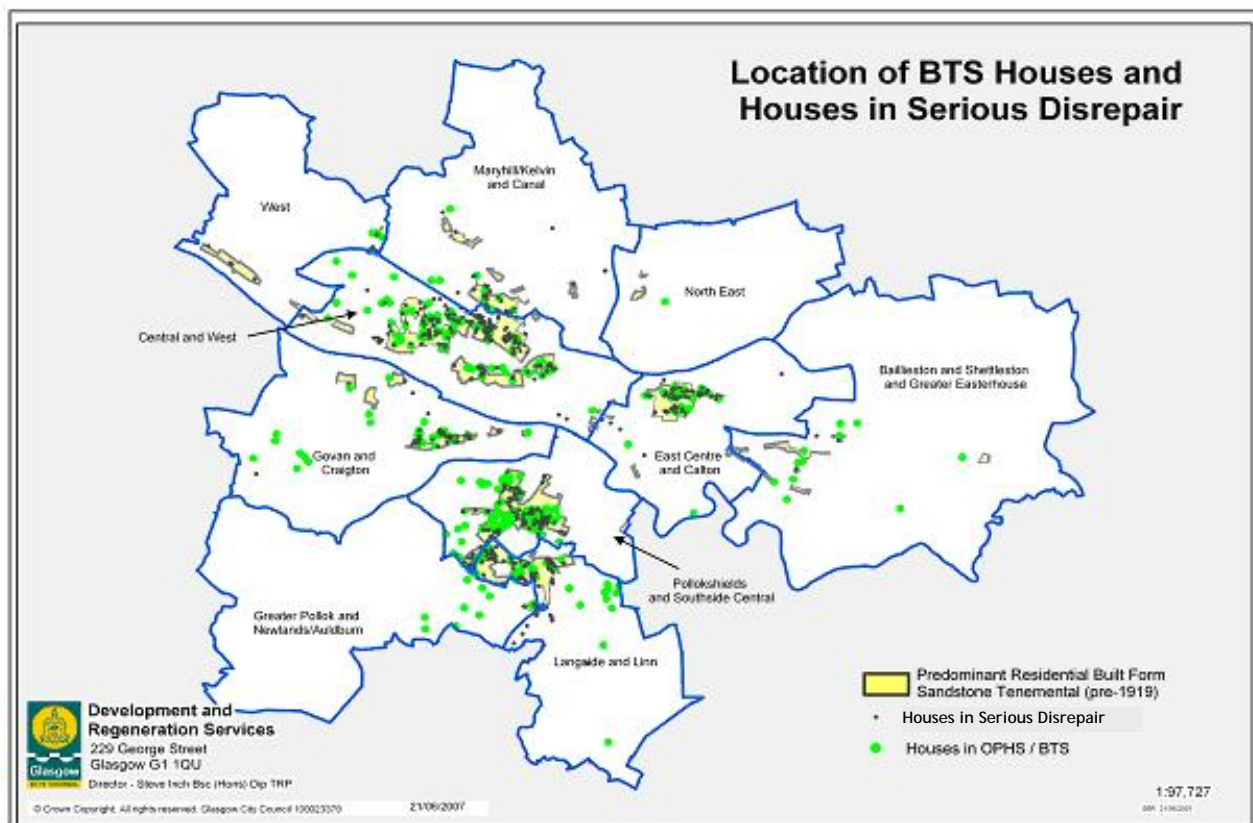 Location of BTS Houses and
Houses in Serious Disrepair
Maryhill/Kelvin
and Canal
West
North East
Central and West
Baillieston and Shettleston
and Greater Easterhouse
Govan and
Craigton
East Centre
and Calton
Pollokshields
and Southside Central
Greater Pollok and
Newlands/Auldburn
Langside and Linn
Predominant Residential Built Form
Sandstone Tenemental (pre-1919)
Houses in Serious Disrepair
Houses in OPHS / BTS
Development and
Regeneration Services
229 George Street
Glasgow G1 1QU
Director - Steve Inch Bsc (Hons) Dip TRP
Glasgow
© Crown Copyright. All rights reserved. Glasgow City Council 100023379
21/06/2007
1:97,727